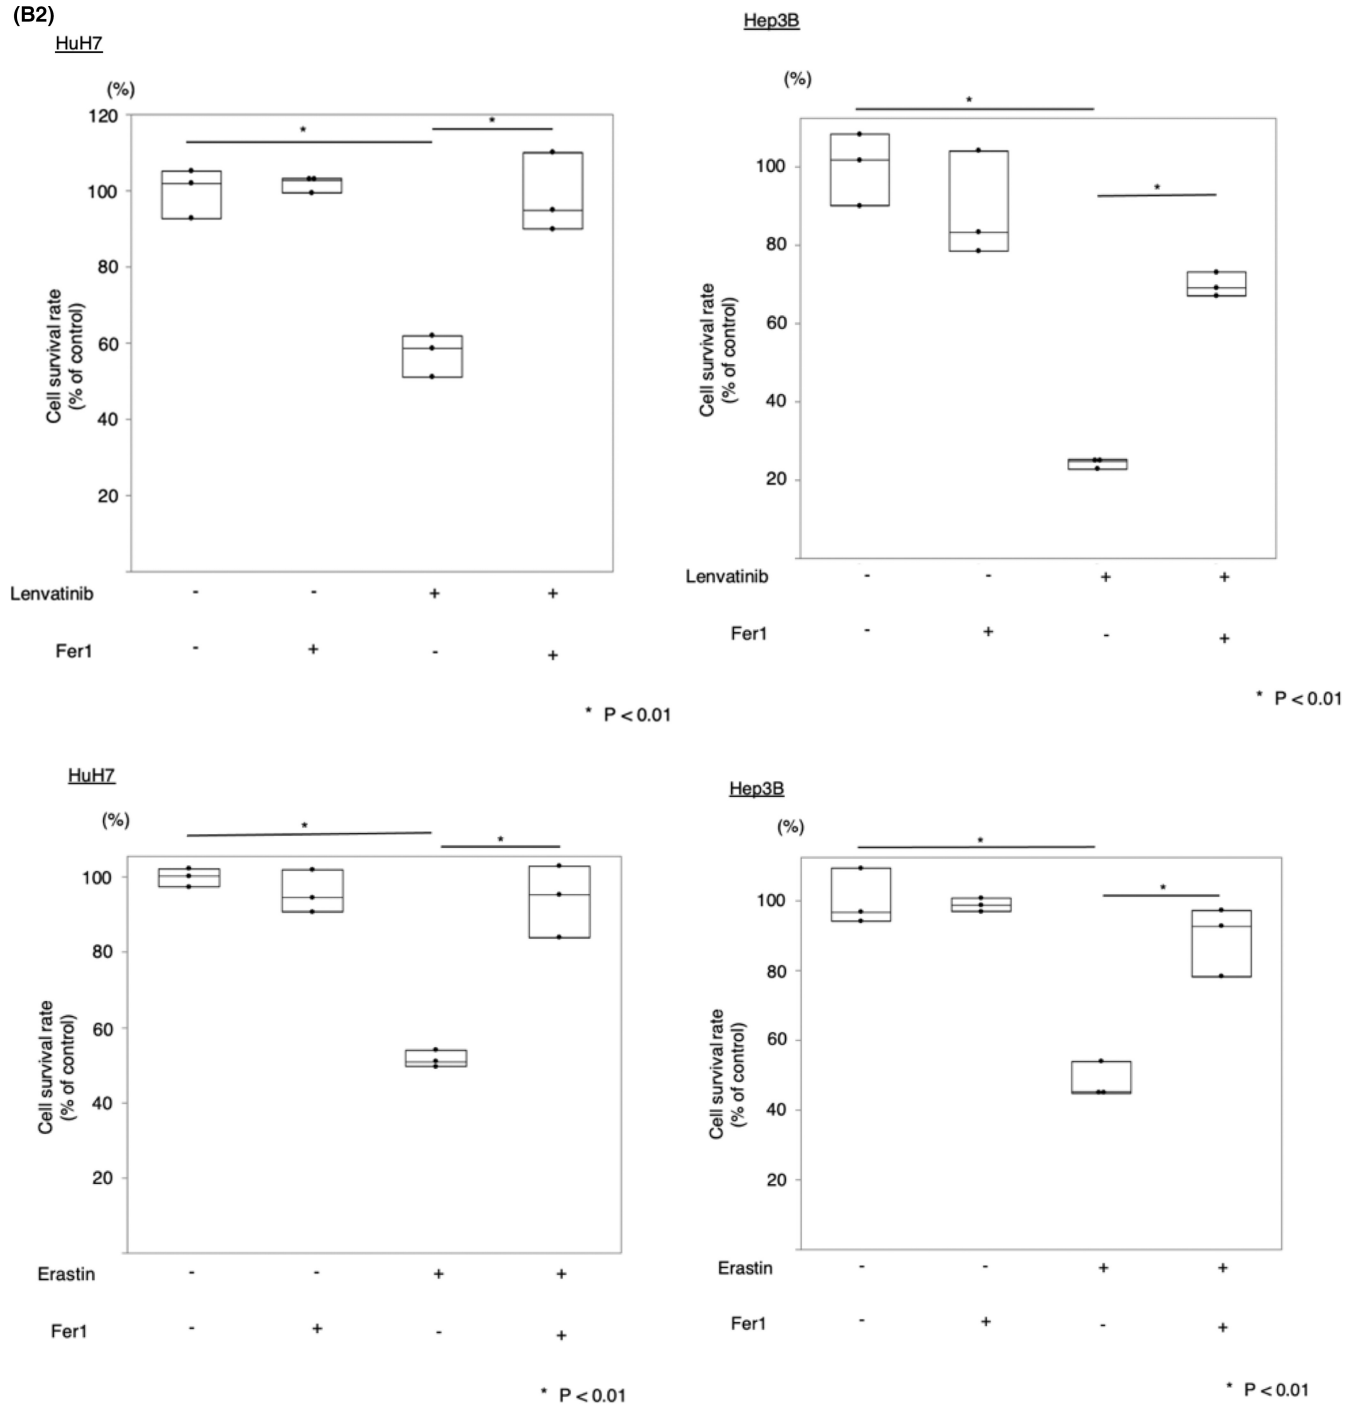 (B2)
HuH7
(%)
*
*
120
100
80
60
40
20
Cell survival rate
(% of control)
Lenvatinib - - + +
Fer1 - + - +
* P < 0.01
Hep3B
(%)
*
*
100
80
60
40
20
Cell survival rate
(% of control)
Lenvatinib - - + +
Fer1 - + - +
* P < 0.01
HuH7
(%)
*
*
100
80
60
40
20
Cell survival rate
(% of control)
Erastin - - + +
Fer1 - + - +
* P < 0.01
Hep3B
(%)
*
*
100
80
60
40
20
Cell survival rate
(% of control)
Erastin - - + +
Fer1 - + - +
* P < 0.01